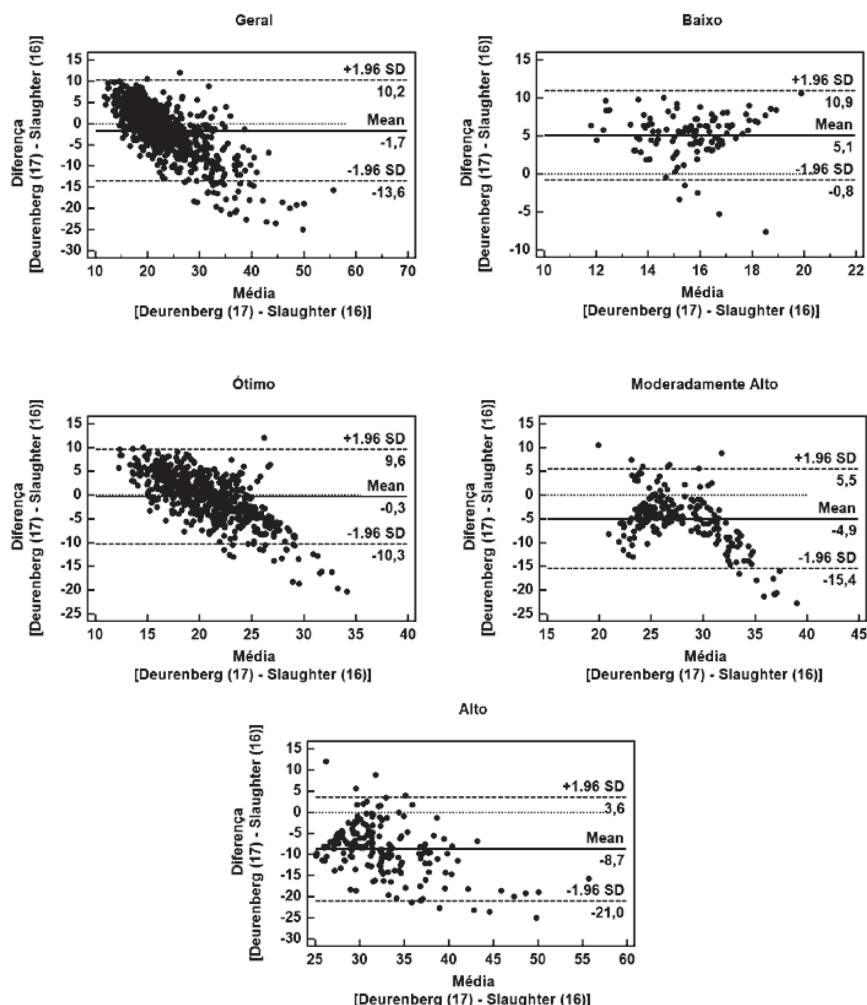 Geral
Diferença
[Deurenberg (17) - Slaughter (16)]
15
10
5
0
-5
-10
-15
-20
-25
-30
+1.96 SD
10,2
Mean
-1,7
-1.96 SD
-13,6
10 20 30 40 50 60 70
Média
[Deurenberg (17) - Slaughter (16)]
Baixo
Diferença
[Deurenberg (17) - Slaughter (16)]
15
10
5
0
5
-10
+1.96 SD
10,9
Mean
5,1
-1.96 SD
-0,8
10 12 14 16 18 20 22
Média
[Deurenberg (17) - Slaughter (16)]
Ótimo
Diferença
[Deurenberg (17) - Slaughter (16)]
15
10
5
0
-5
-10
-15
-20
-25
+1.96 SD
9,6
Mean
-0,3
-1.96 SD
-10,3
10 15 20 25 30 35 40
Média
[Deurenberg (17) - Slaughter (16)]
Moderadamente Alto
Diferença
[Deurenberg (17) - Slaughter (16)]
15
10
5
0
-5
-10
-15
-20
-25
+1.96 SD
5,5
Mean
-4,9
-1.96 SD
-15,4
15 20 25 30 35 40 45
Média
[Deurenberg (17) - Slaughter (16)]
Alto
Diferença
[Deurenberg (17) - Slaughter (16)]
15
10
5
0
-5
-10
-15
-20
-25
-30
+1.96 SD
3,6
Mean
-8,7
-1.96 SD
-21,0
25 30 35 40 45 50 55 60
Média
[Deurenberg (17) - Slaughter (16)]